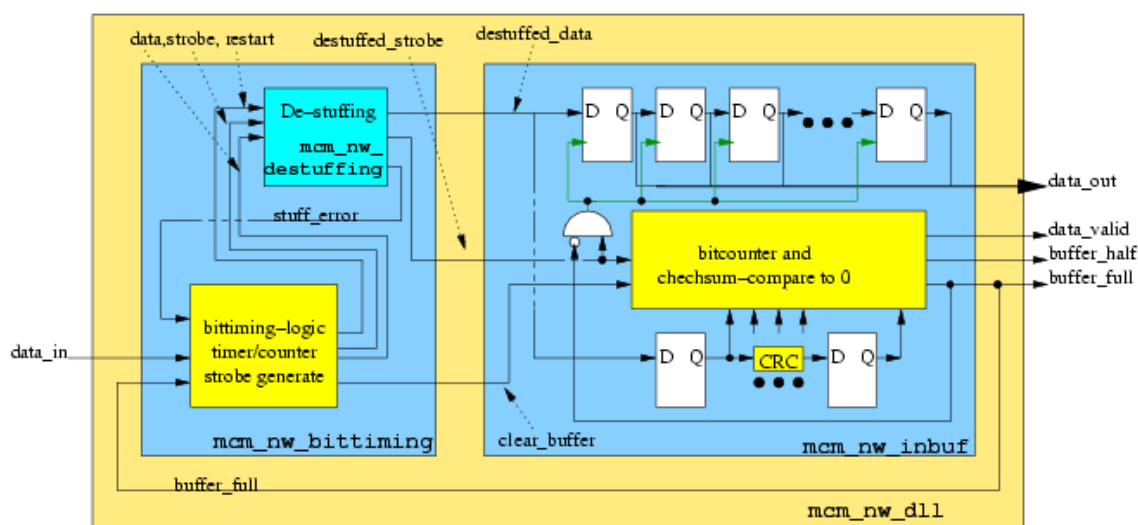 data,strobe, restart
destuffed_strobe
destuffed_data
De-stuffing
mcm_nw_
destuffing
D Q
D Q
D Q
D Q
data_out
stuff_error
data_valid
bitcounter and
buffer_half
chechsum-compare to 0
buffer_full
bittiming-logic
data_in
timer/counter
strobe generate
D Q
CRC
D Q
mcm_nw_bittiming
clear_buffer
mcm_nw_inbuf
buffer_full
mcm_nw_dll